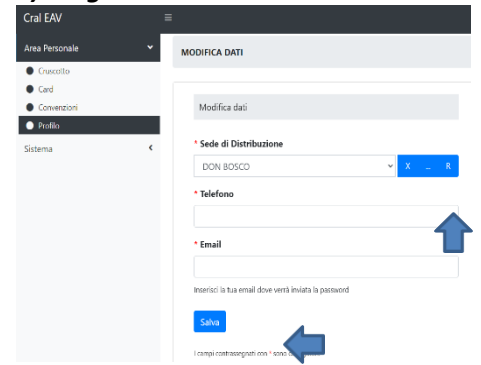 Cral EAV
Area Personale
MODIFICA DATI
Cruscotto
Card
Convenzioni
Profilo
Sistema
Modifica dati
* Sede di Distribuzione
DON BOSCO
X _ R
* Telefono
* Email
Inserisci la tua email dove verrà inviata la password
Salva
I campi contrassegnati con * sono